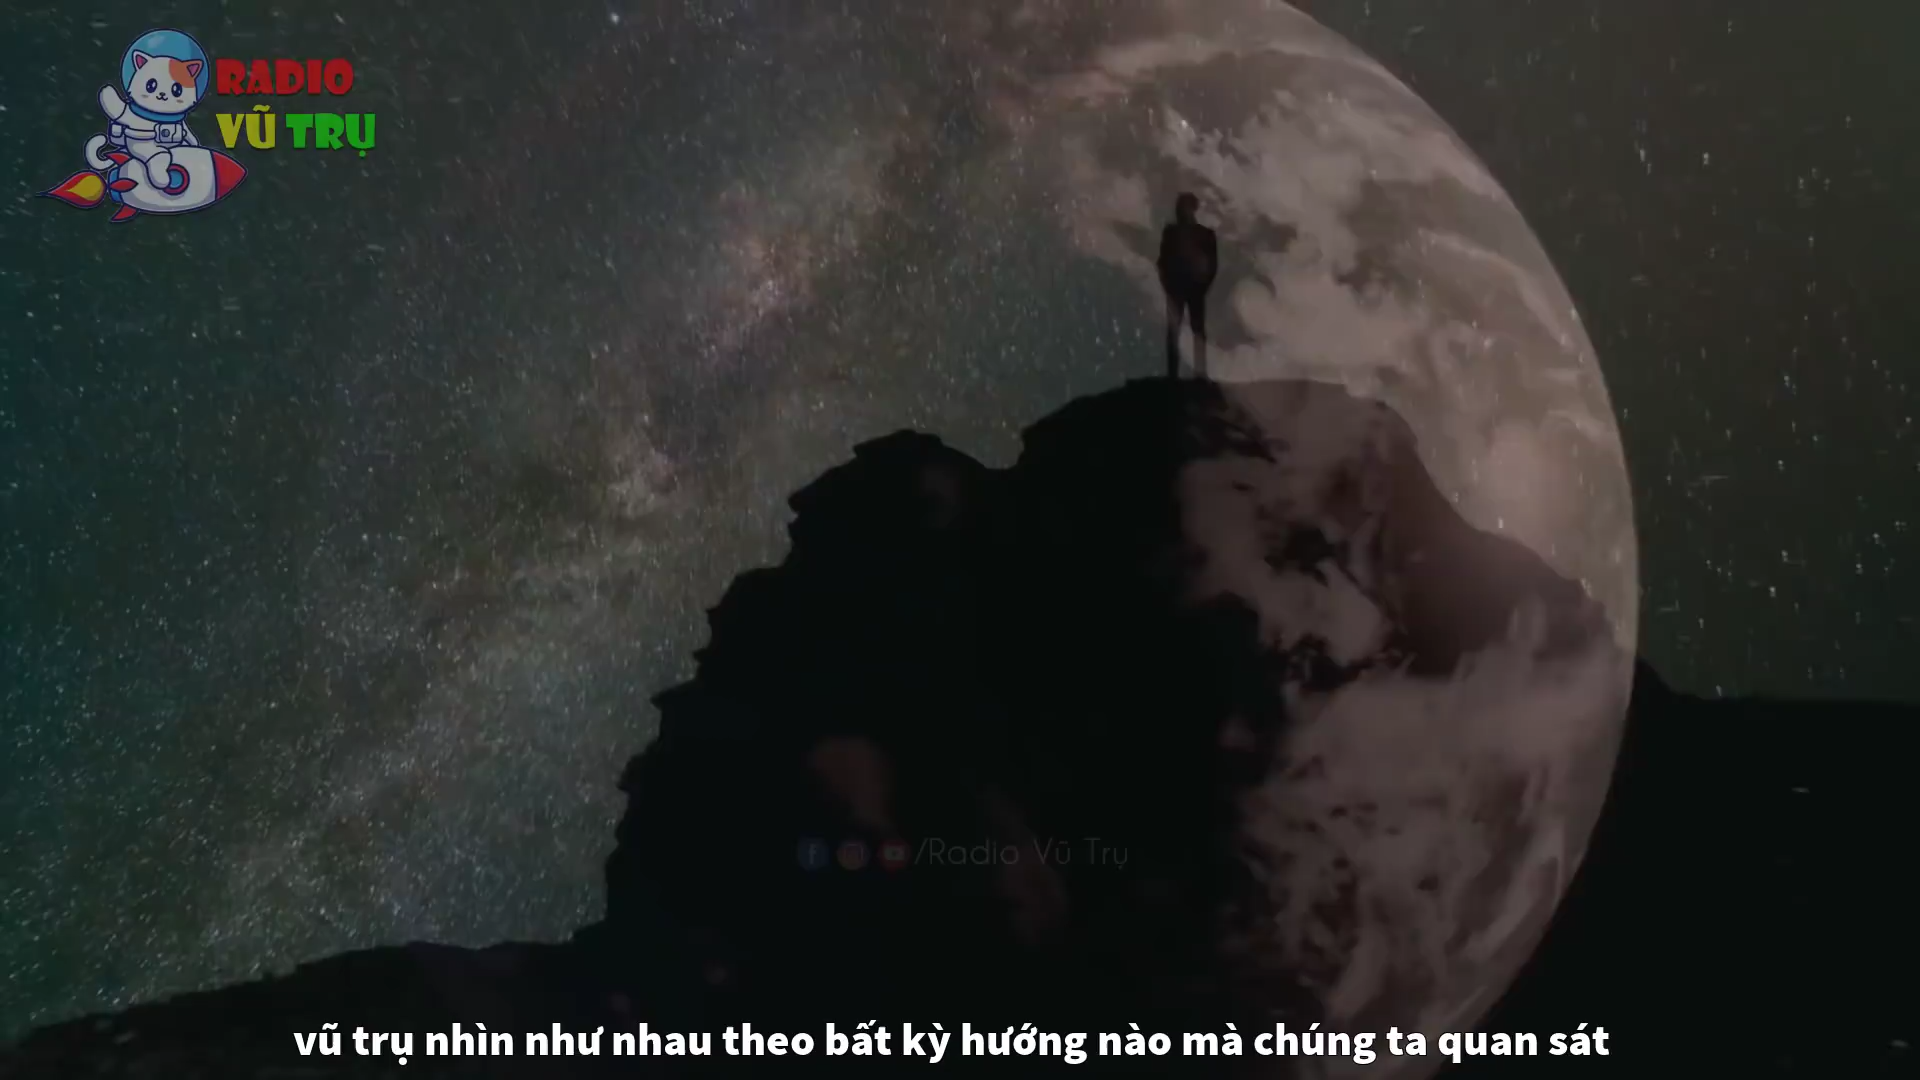 RADIO
VŨ TRỤ
/Radio Vũ Trụ
vũ trụ nhìn như nhau theo bất kỳ hướng nào mà chúng ta quan sát